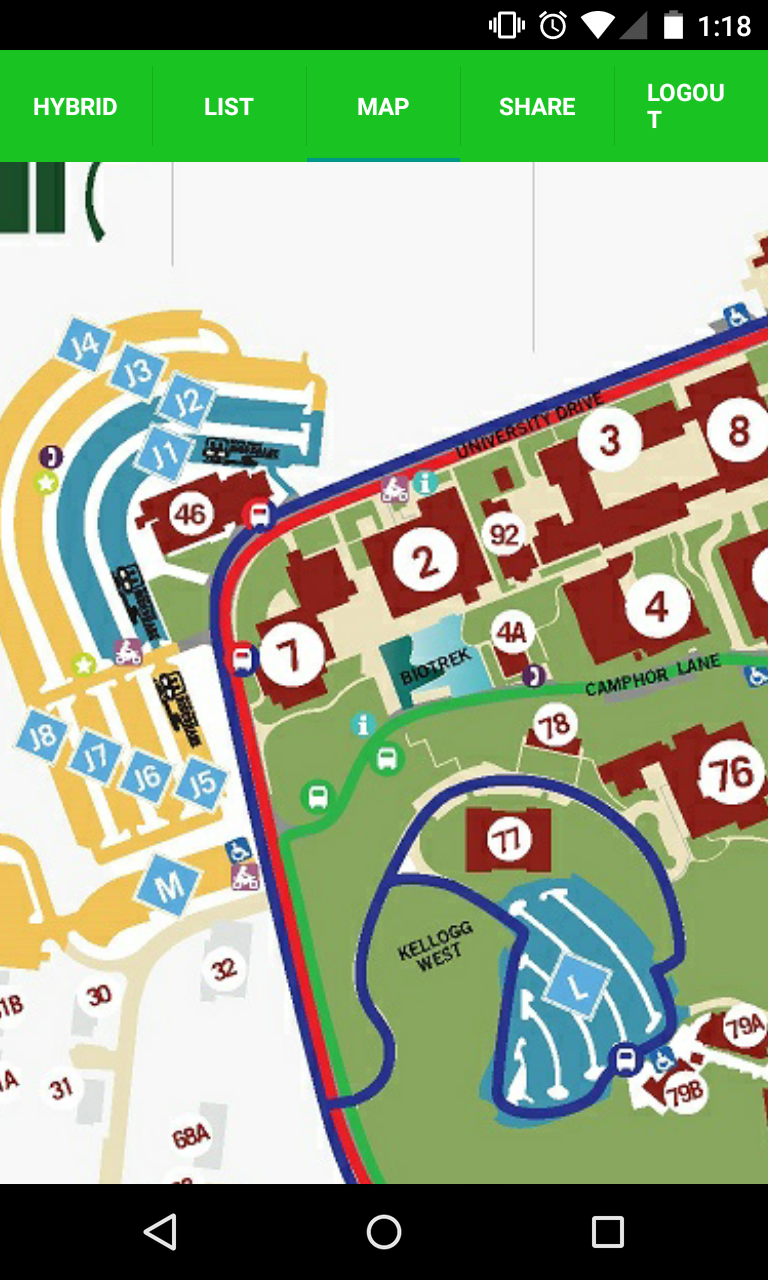 1:18
HYBRID
LIST
MAP
SHARE
LOGOU
T
J4
J3
J2
J1
UNIVERSITY DRIVE
3
8
46
i
92
2
4
4A
7
BIOTREK
CAMPHOR LANE
i
78
J8
J7
J6
J5
76
77
M
KELLOGG
WEST
32
30
L
1B
79A
31
1A
79B
68A